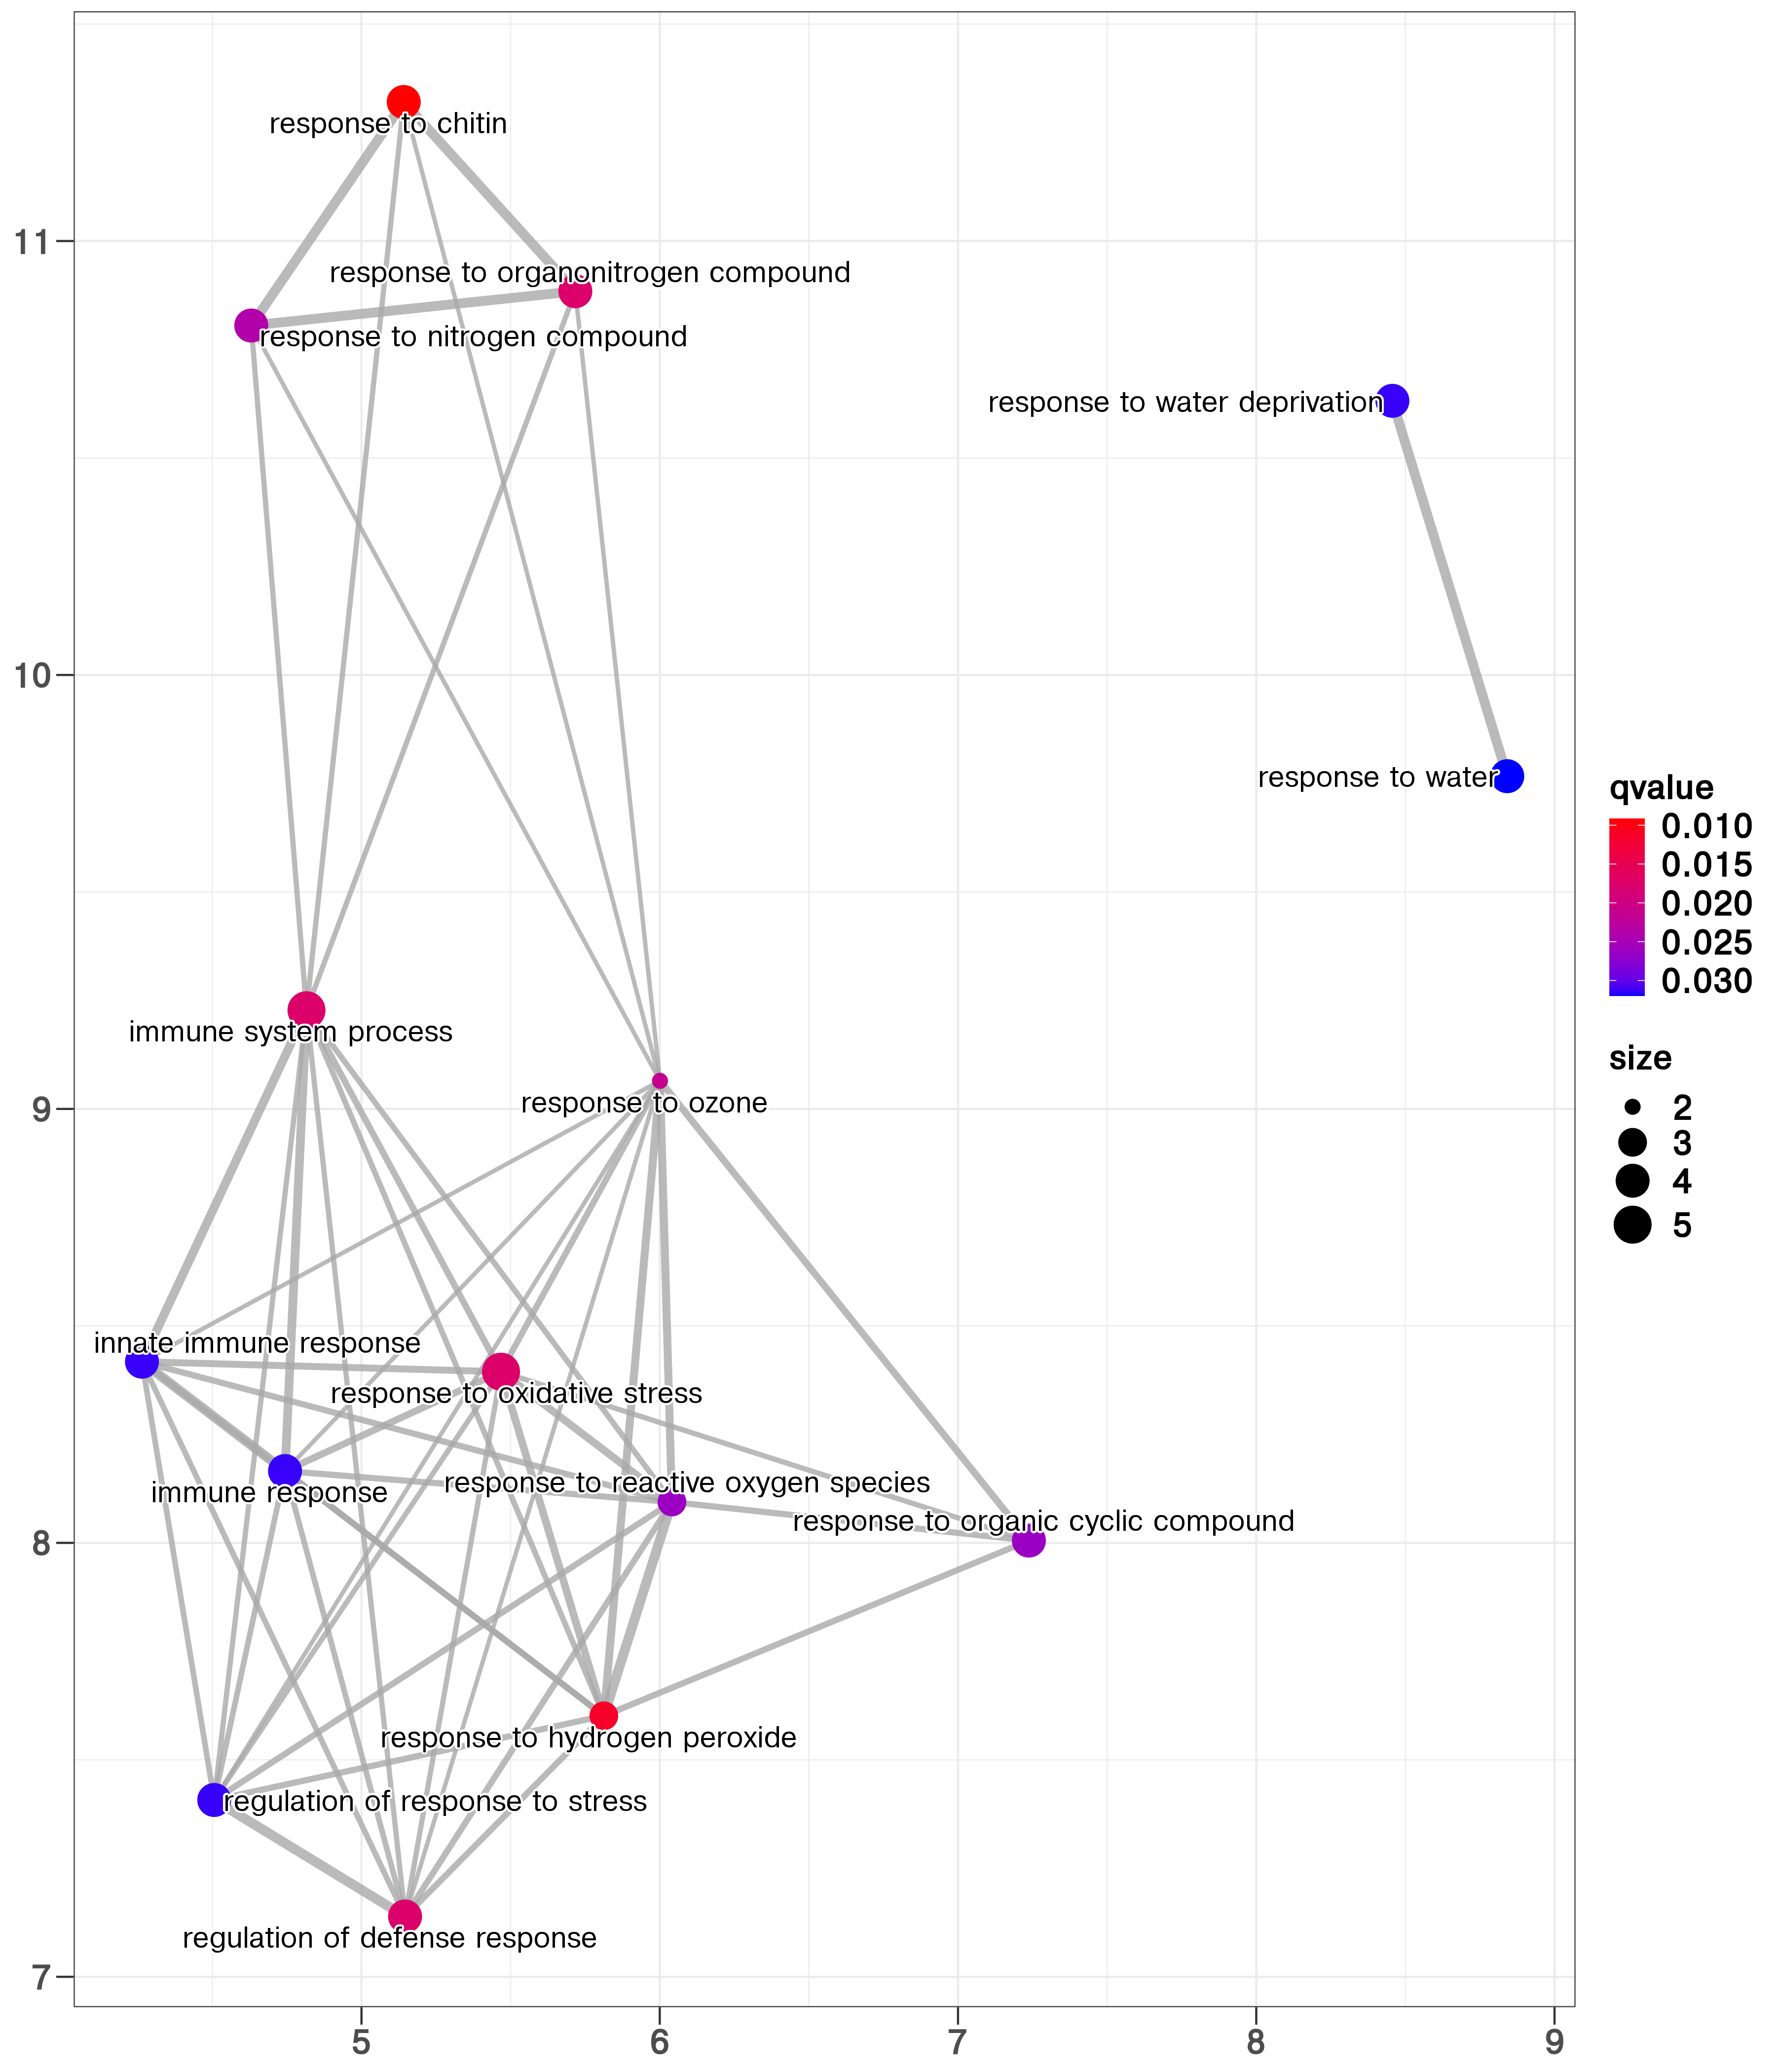 response to chitin
11
response to organonitrogen compound
response to nitrogen compound
response to water deprivation
10
response to water
qvalue
0.010
0.015
0.020
0.025
0.030
immune system process
size
2
3
4
5
response to ozone
9
innate immune response
response to oxidative stress
response to reactive oxygen species
immune response
response to organic cyclic compound
8
response to hydrogen peroxide
regulation of response to stress
regulation of defense response
7
5 6 7 8 9